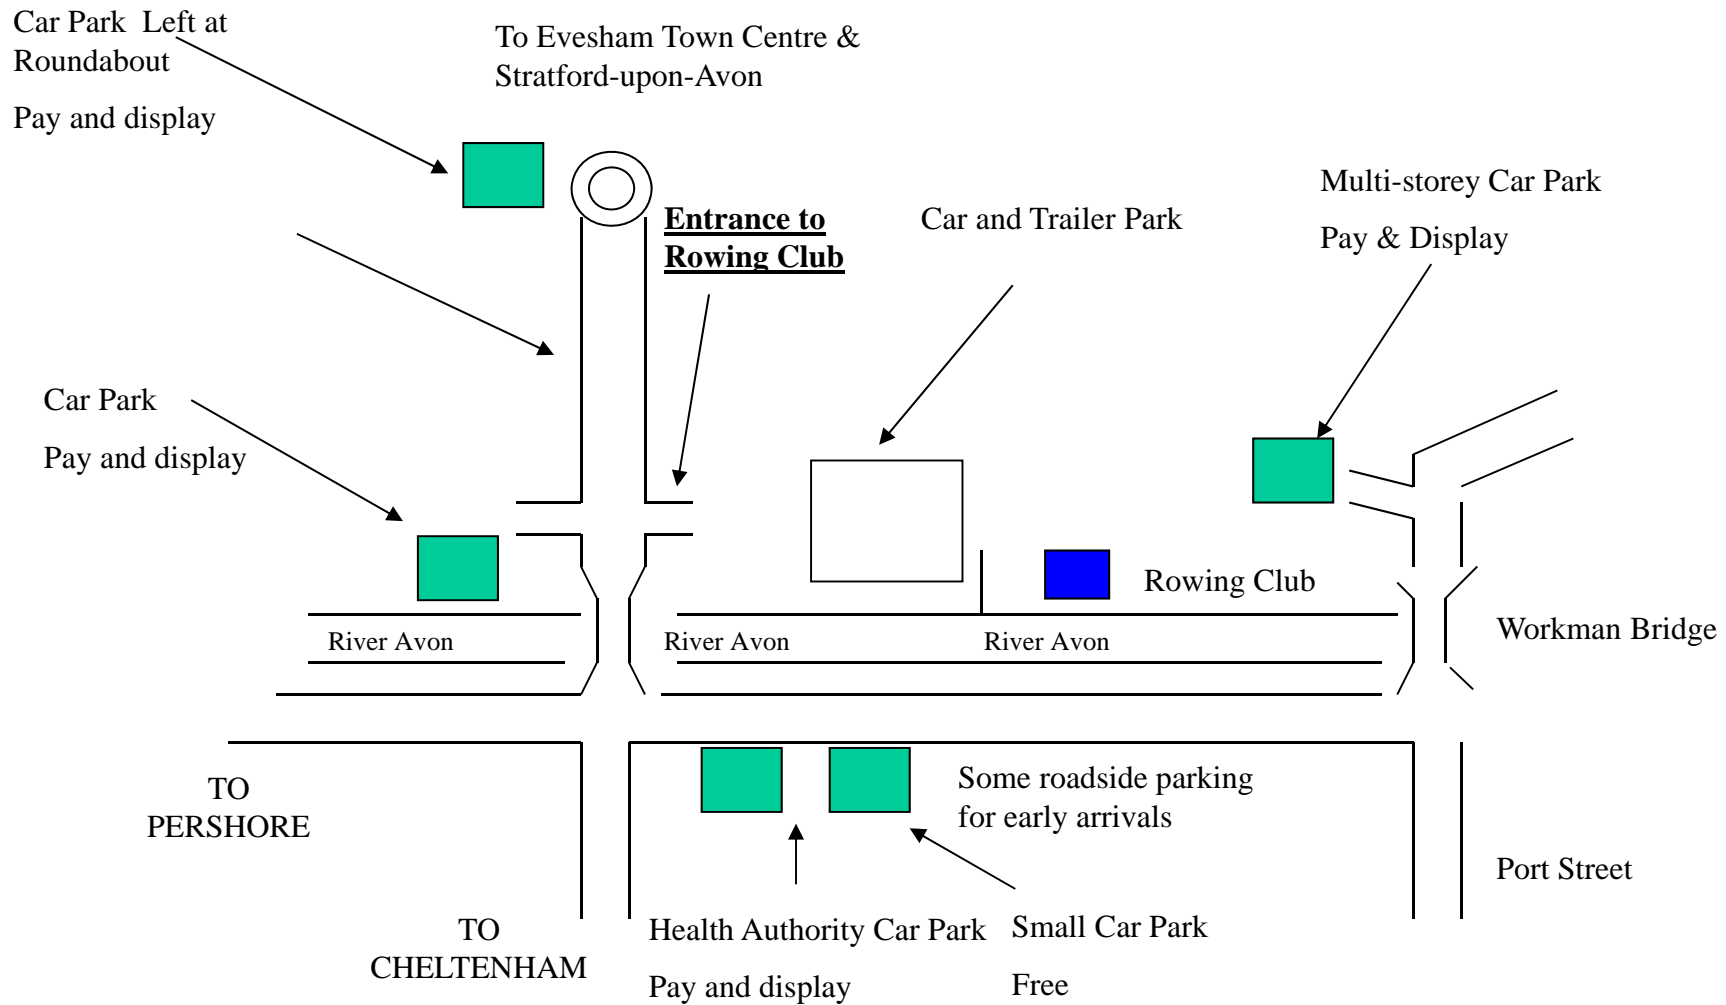 Car Park  Left at
Roundabout
Pay and display
To Evesham Town Centre &
Stratford-upon-Avon
Entrance to
Rowing Club
Car and Trailer Park
Multi-storey Car Park
Pay & Display
Car Park
Pay and display
Rowing Club
River Avon
River Avon
River Avon
Workman Bridge
TO
PERSHORE
Some roadside parking
for early arrivals
Port Street
TO
CHELTENHAM
Health Authority Car Park
Pay and display
Small Car Park
Free